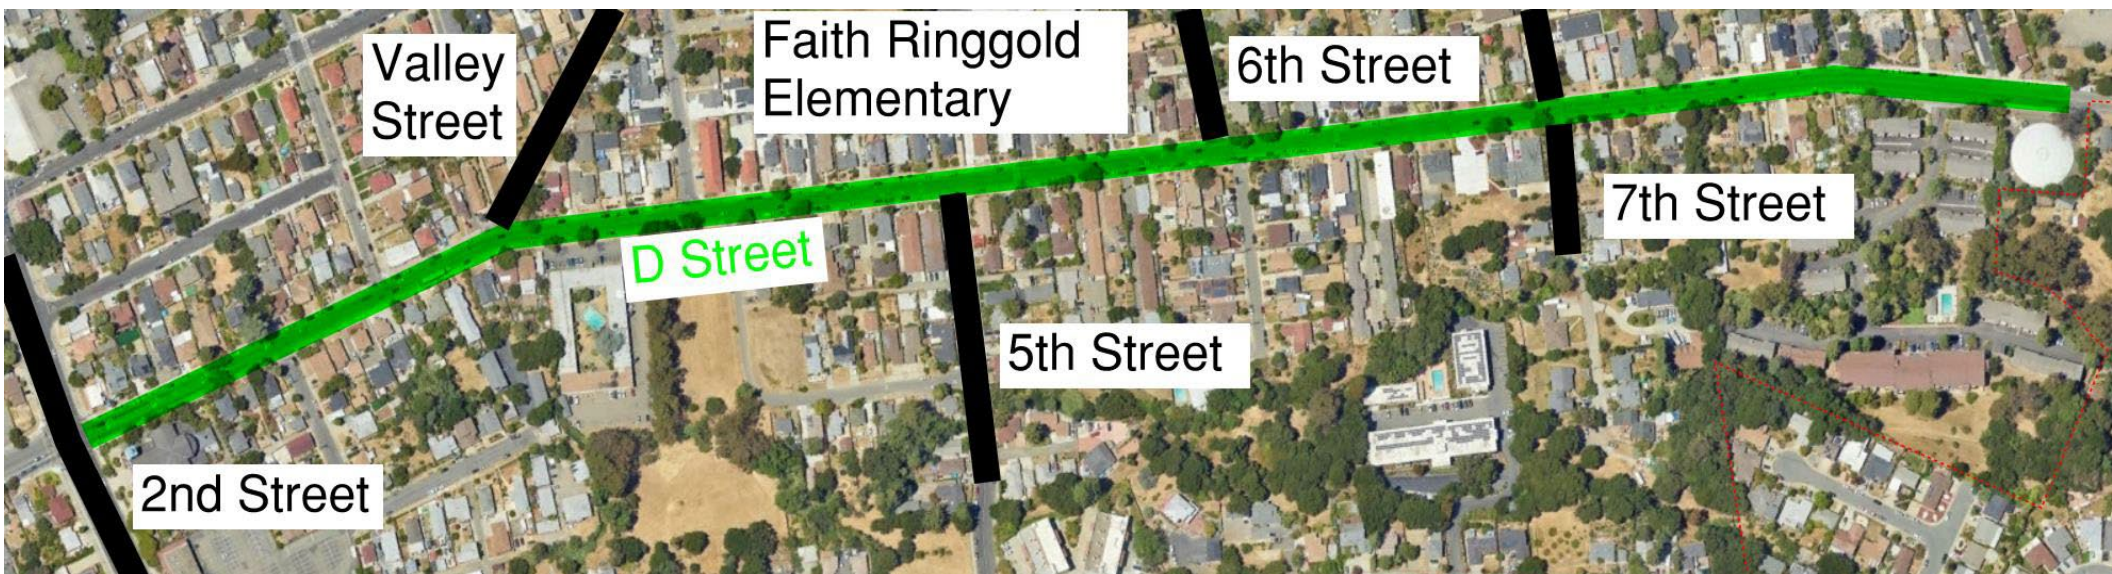 Valley
Street
Faith Ringgold
Elementary
6th Street
7th Street
D Street
5th Street
2nd Street